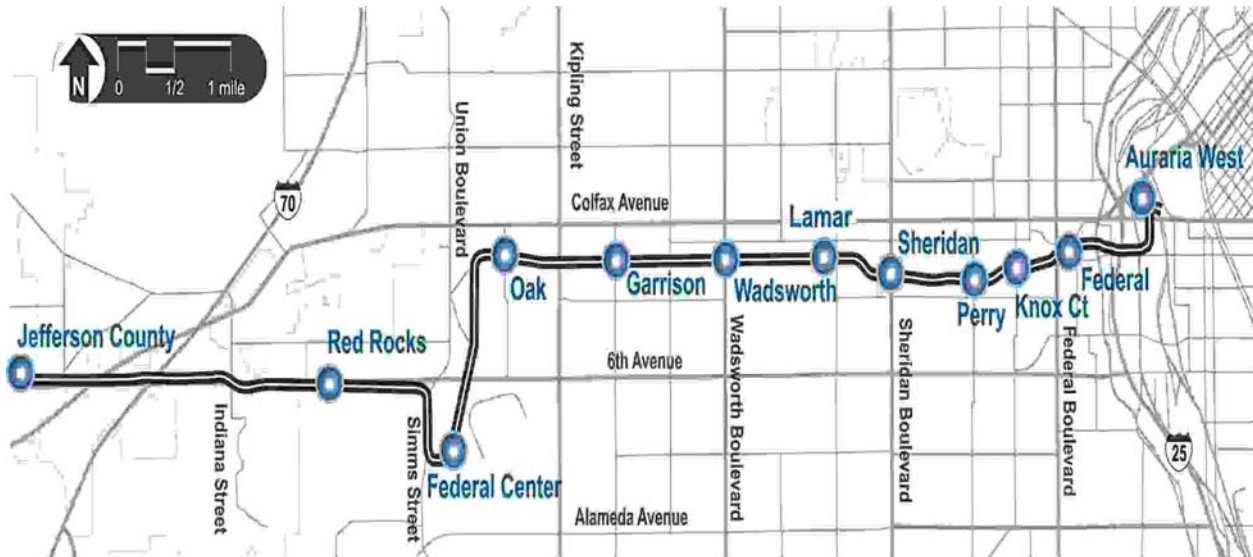 N
0 1/2 1 mile
70
Union Boulevard
Kipling Street
Colfax Avenue
Auraria West
Lamar
Sheridan
Oak
Garrison
Wadsworth
Perry
Knox Ct
Federal
Jefferson County
Red Rocks
6th Avenue
Indiana Street
Simms Street
Federal Center
Wadsworth Boulevard
Sheridan Boulevard
Federal Boulevard
25
Alameda Avenue